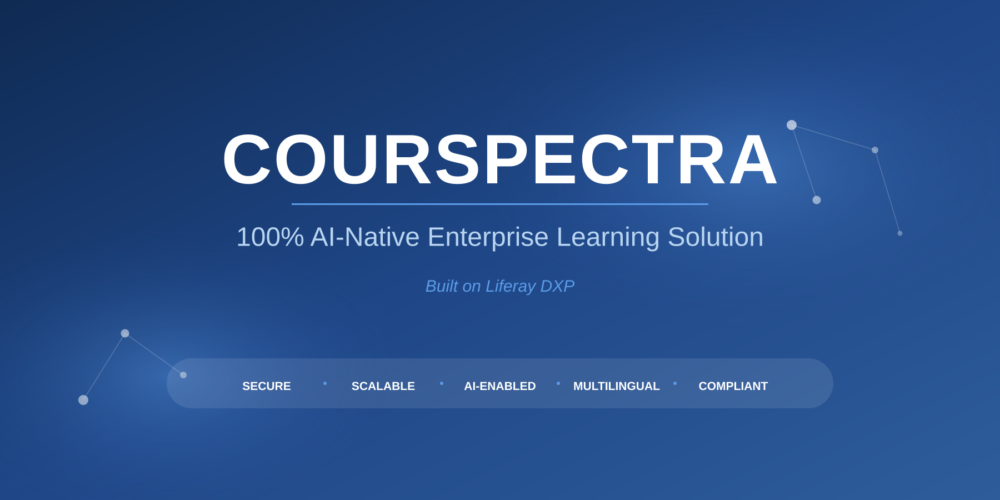 COURSPECTRA
100% AI-Native Enterprise Learning Solution
Built on Liferay DXP
SECURE • SCALABLE • AI-ENABLED • MULTILINGUAL • COMPLIANT